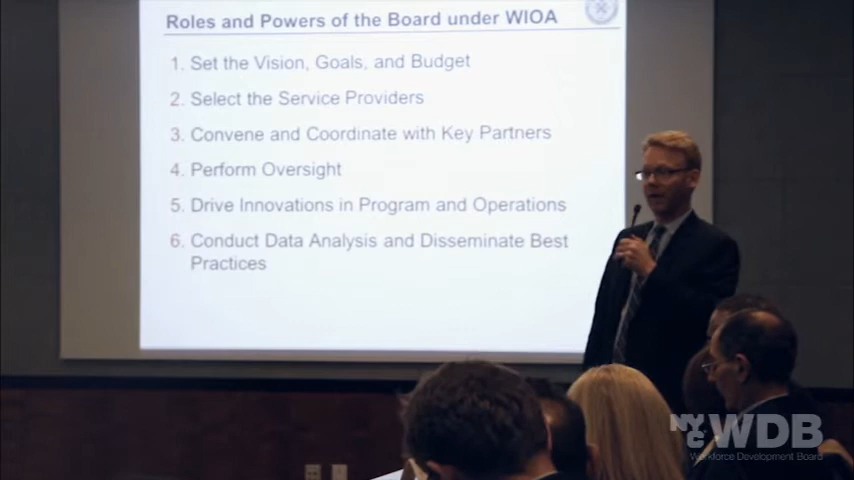 Roles and Powers of the Board under WIOA
1. Set the Vision, Goals, and Budget
2. Select the Service Providers
3. Convene and Coordinate with Key Partners
4. Perform Oversight
5. Drive Innovations in Program and Operations
6. Conduct Data Analysis and Disseminate Best
Practices
NYC WDB
Workforce Development Board